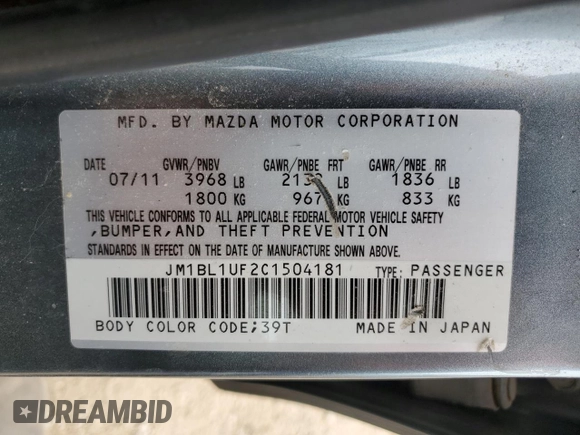 MFD. BY MAZDA MOTOR CORPORATION
DATE GVWR/PNBV GAWR/PNBE FRT GAWR/PNBE RR
07/11 3968 LB LB 1836 LB
1800 KG 967 KG 833 KG
THIS VEHICLE CONFORMS TO ALL APPLICABLE FEDERAL MOTOR VEHICLE SAFETY
,BUMPER,AND THEFT PREVENTION
STANDARDS IN EFFECT ON THE DATE OF MANUFACTURE SHOWN ABOVE.
JM1BL1UF2C1504181 TYPE: PASSENGER
BODY COLOR CODE;39T MADE IN JAPAN
DREAMBID